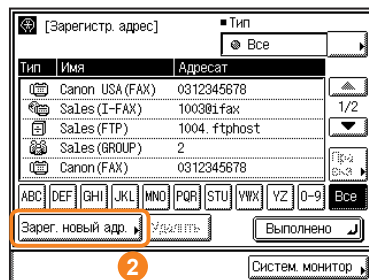 [Зарегистр. адрес]
Тип
Все
Тип Имя Адресат
Canon USA(FAX) 0312345678
Sales(I-FAX) 1003@ifax
Sales(FTP) 1004. ftphost
Sales(GROUP) 2
Canon(FAX) 0312345678
1/2
ABC DEF GHI JKL MNO PQR STU VWX YZ 0-9 Все
Зарег. новый адр. Удалить Выполнено
2
Систем. монитор